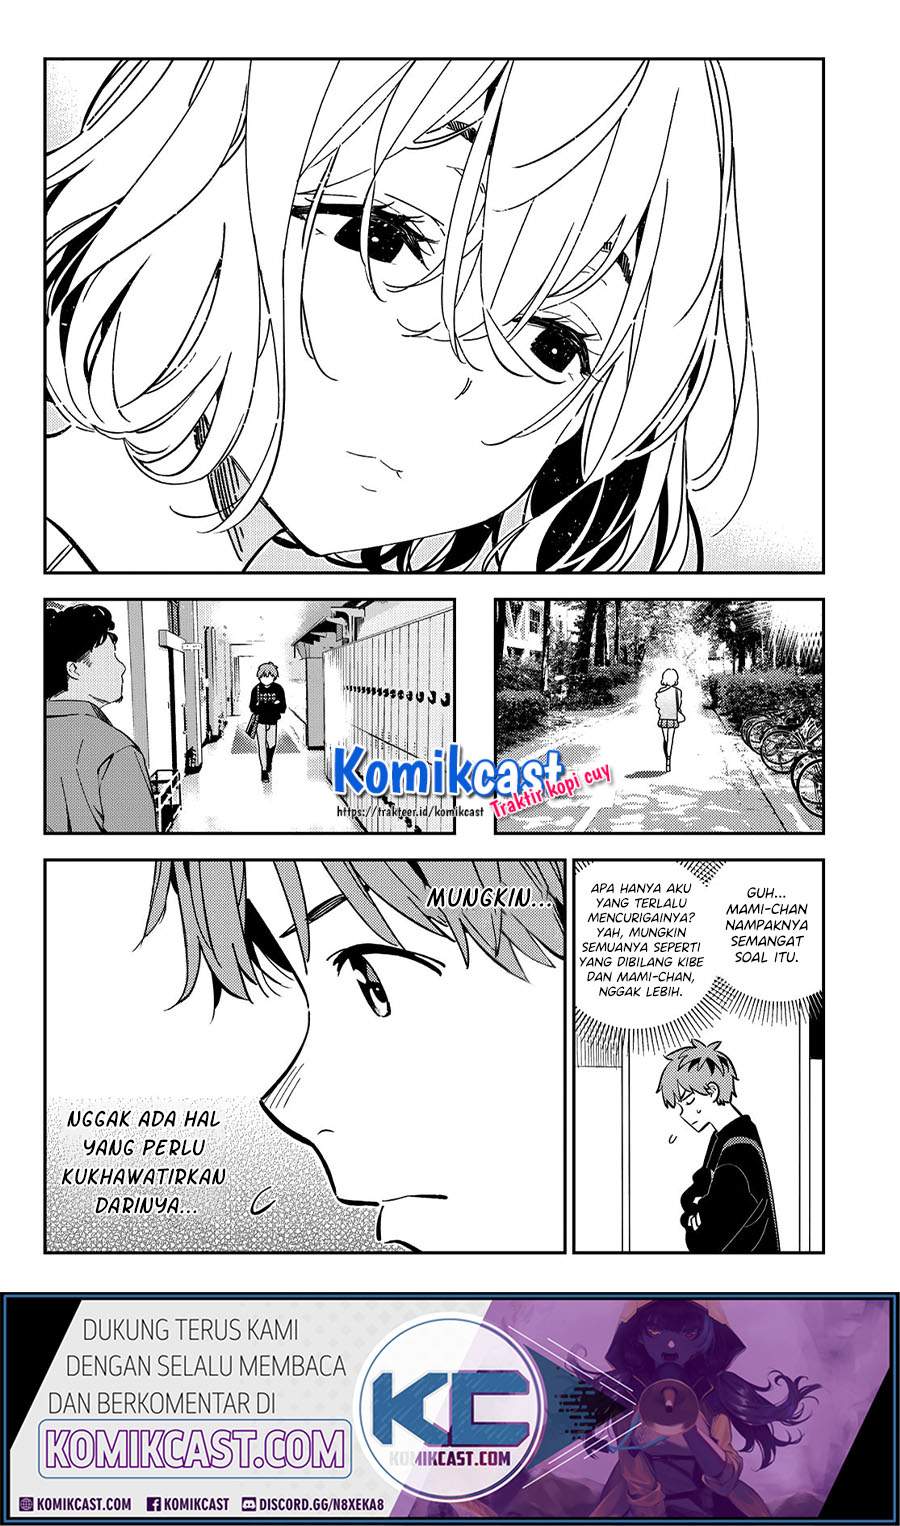 Komikcast
Traktir kopi cuy
https://trakteer.id/komikcast
GUH...
MAMI-CHAN
NAMPAKNYA
SEMANGAT
SOAL ITU.
APA HANYA AKU
YANG TERLALU
MENCURIGAINYA?
YAH, MUNGKIN
SEMUANYA SEPERTI
YANG DIBILANG KIBE
DAN MAMI-CHAN,
NGGAK LEBIH.
MUNGKIN...
NGGAK ADA HAL
YANG PERLU
KUKHAWATIRKAN
DARINYA...
DUKUNG TERUS KAMI
DENGAN SELALU MEMBACA
DAN BERKOMENTAR DI
KOMIKCAST.COM
KOMIKCAST.COM
KOMIKCAST
DISCORD.GG/N8XEKA8
KC
KOMIKCAST.COM